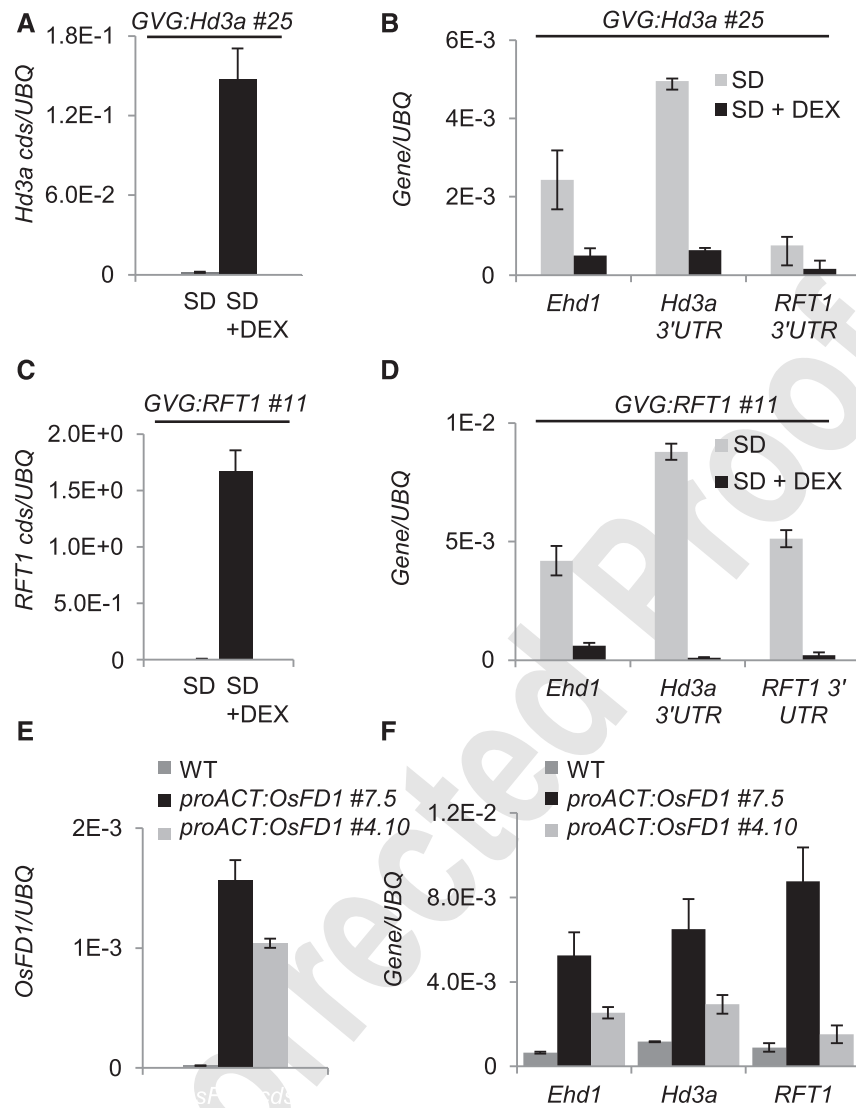 A
GVG:Hd3a #25
1.8E-1
1.2E-1
6.0E-2
0
Hd3a cds/UBQ
SD SD
+DEX
B
GVG:Hd3a #25
6E-3
4E-3
2E-3
0
Gene/UBQ
SD
SD + DEX
Ehd1
Hd3a
3'UTR
RFT1
3'UTR
C
GVG:RFT1 #11
2.0E+0
1.5E+0
1.0E+0
5.0E-1
0
RFT1 cds/UBQ
SD SD
+DEX
D
GVG:RFT1 #11
1E-2
5E-3
0
Gene/UBQ
SD
SD + DEX
Ehd1
Hd3a
3'UTR
RFT1 3'
UTR
E
WT
proACT:OsFD1 #7.5
proACT:OsFD1 #4.10
2E-3
1E-3
0
OsFD1/UBQ
F
WT
proACT:OsFD1 #7.5
proACT:OsFD1 #4.10
1.2E-2
8.0E-3
4.0E-3
0
Gene/UBQ
Ehd1
Hd3a
RFT1
rected Proof